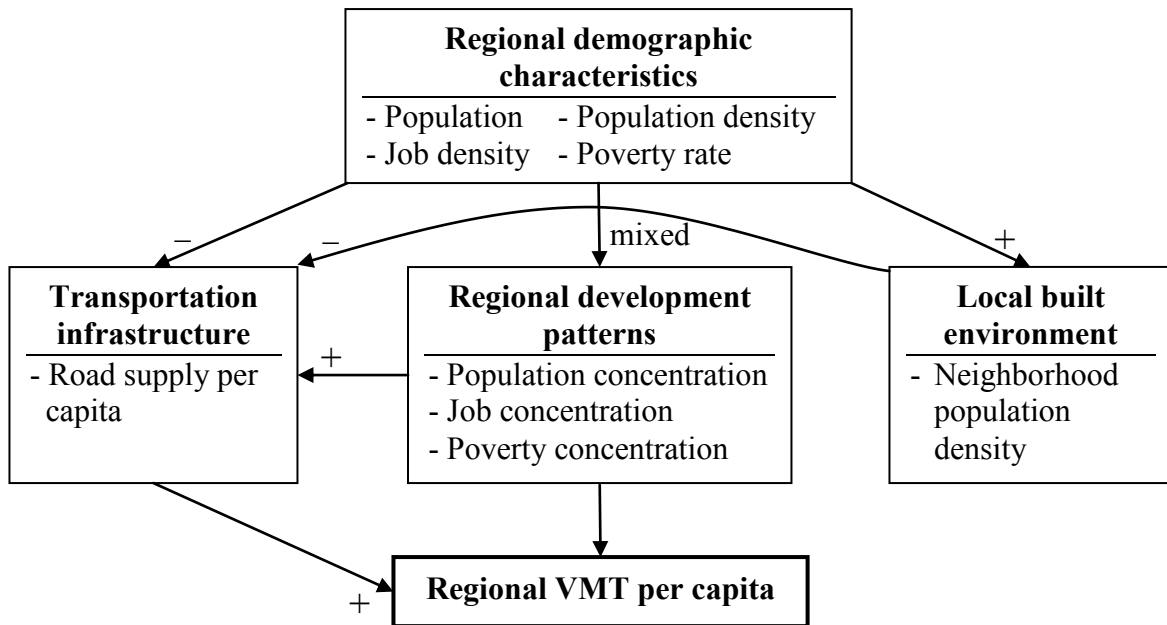 Regional demographic
characteristics
- Population - Population density
- Job density - Poverty rate
–
–
mixed
+
Transportation
infrastructure
- Road supply per
capita
+
Regional development
patterns
- Population concentration
- Job concentration
- Poverty concentration
Local built
environment
- Neighborhood
population
density
+
Regional VMT per capita